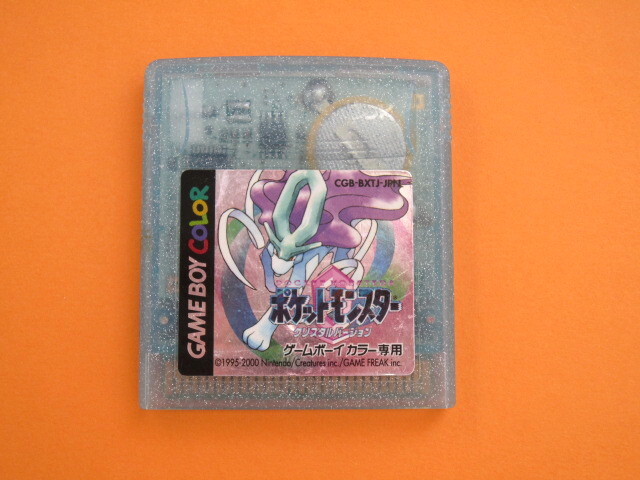 CGB-BXTJ-JPN
GAME BOY COLOR
POCKET MONSTERS
ポケットモンスター
クリスタルバージョン
ゲームボーイカラー専用
©1995-2000 Nintendo/Creatures inc./GAME FREAK inc.